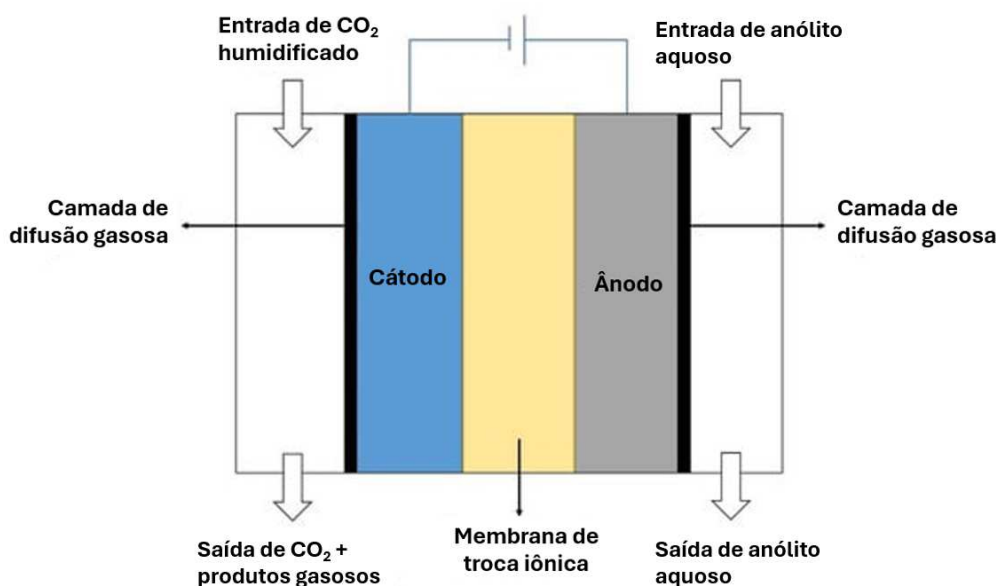 Entrada de CO₂
humidificado
Entrada de anólito
aquoso
Camada de
difusão gasosa
Camada de
difusão gasosa
Cátodo
Ânodo
Membrana de
troca iônica
Saída de CO₂ +
produtos gasosos
Saída de anólito
aquoso